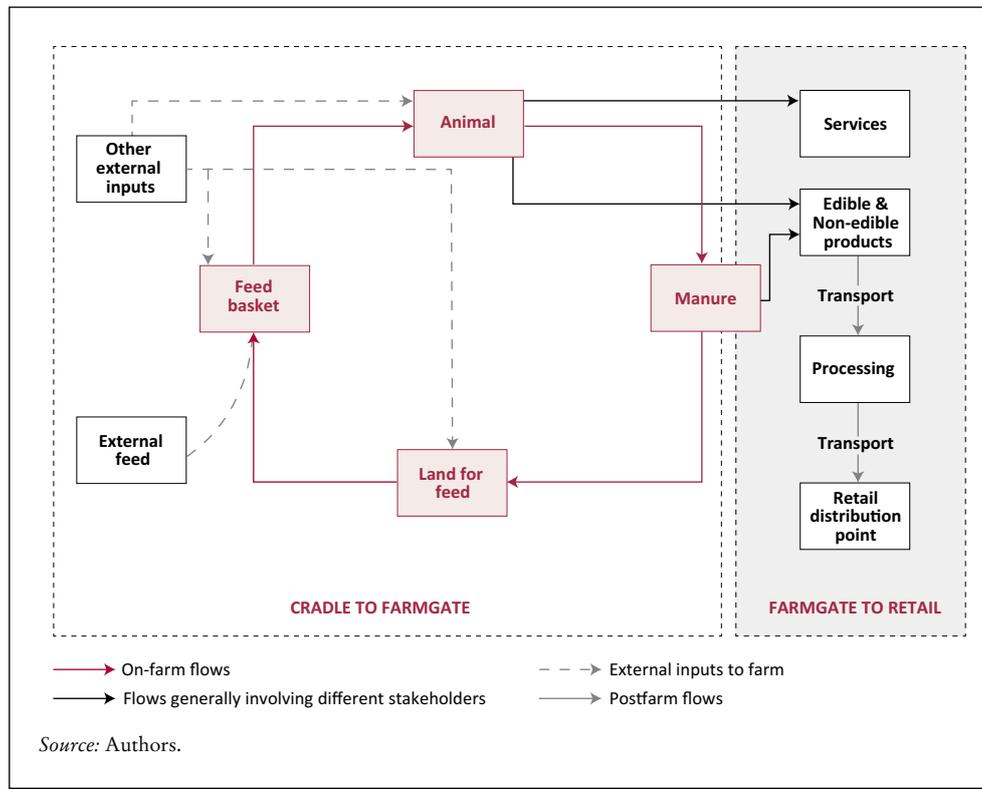 Animal
Services
Other
external
inputs
Edible &
Non-edible
products
Feed
basket
Manure
Transport
Processing
External
feed
Transport
Land for
feed
Retail
distribution
point
CRADLE TO FARMGATE
FARMGATE TO RETAIL
On-farm flows
External inputs to farm
Flows generally involving different stakeholders
Postfarm flows
Source: Authors.